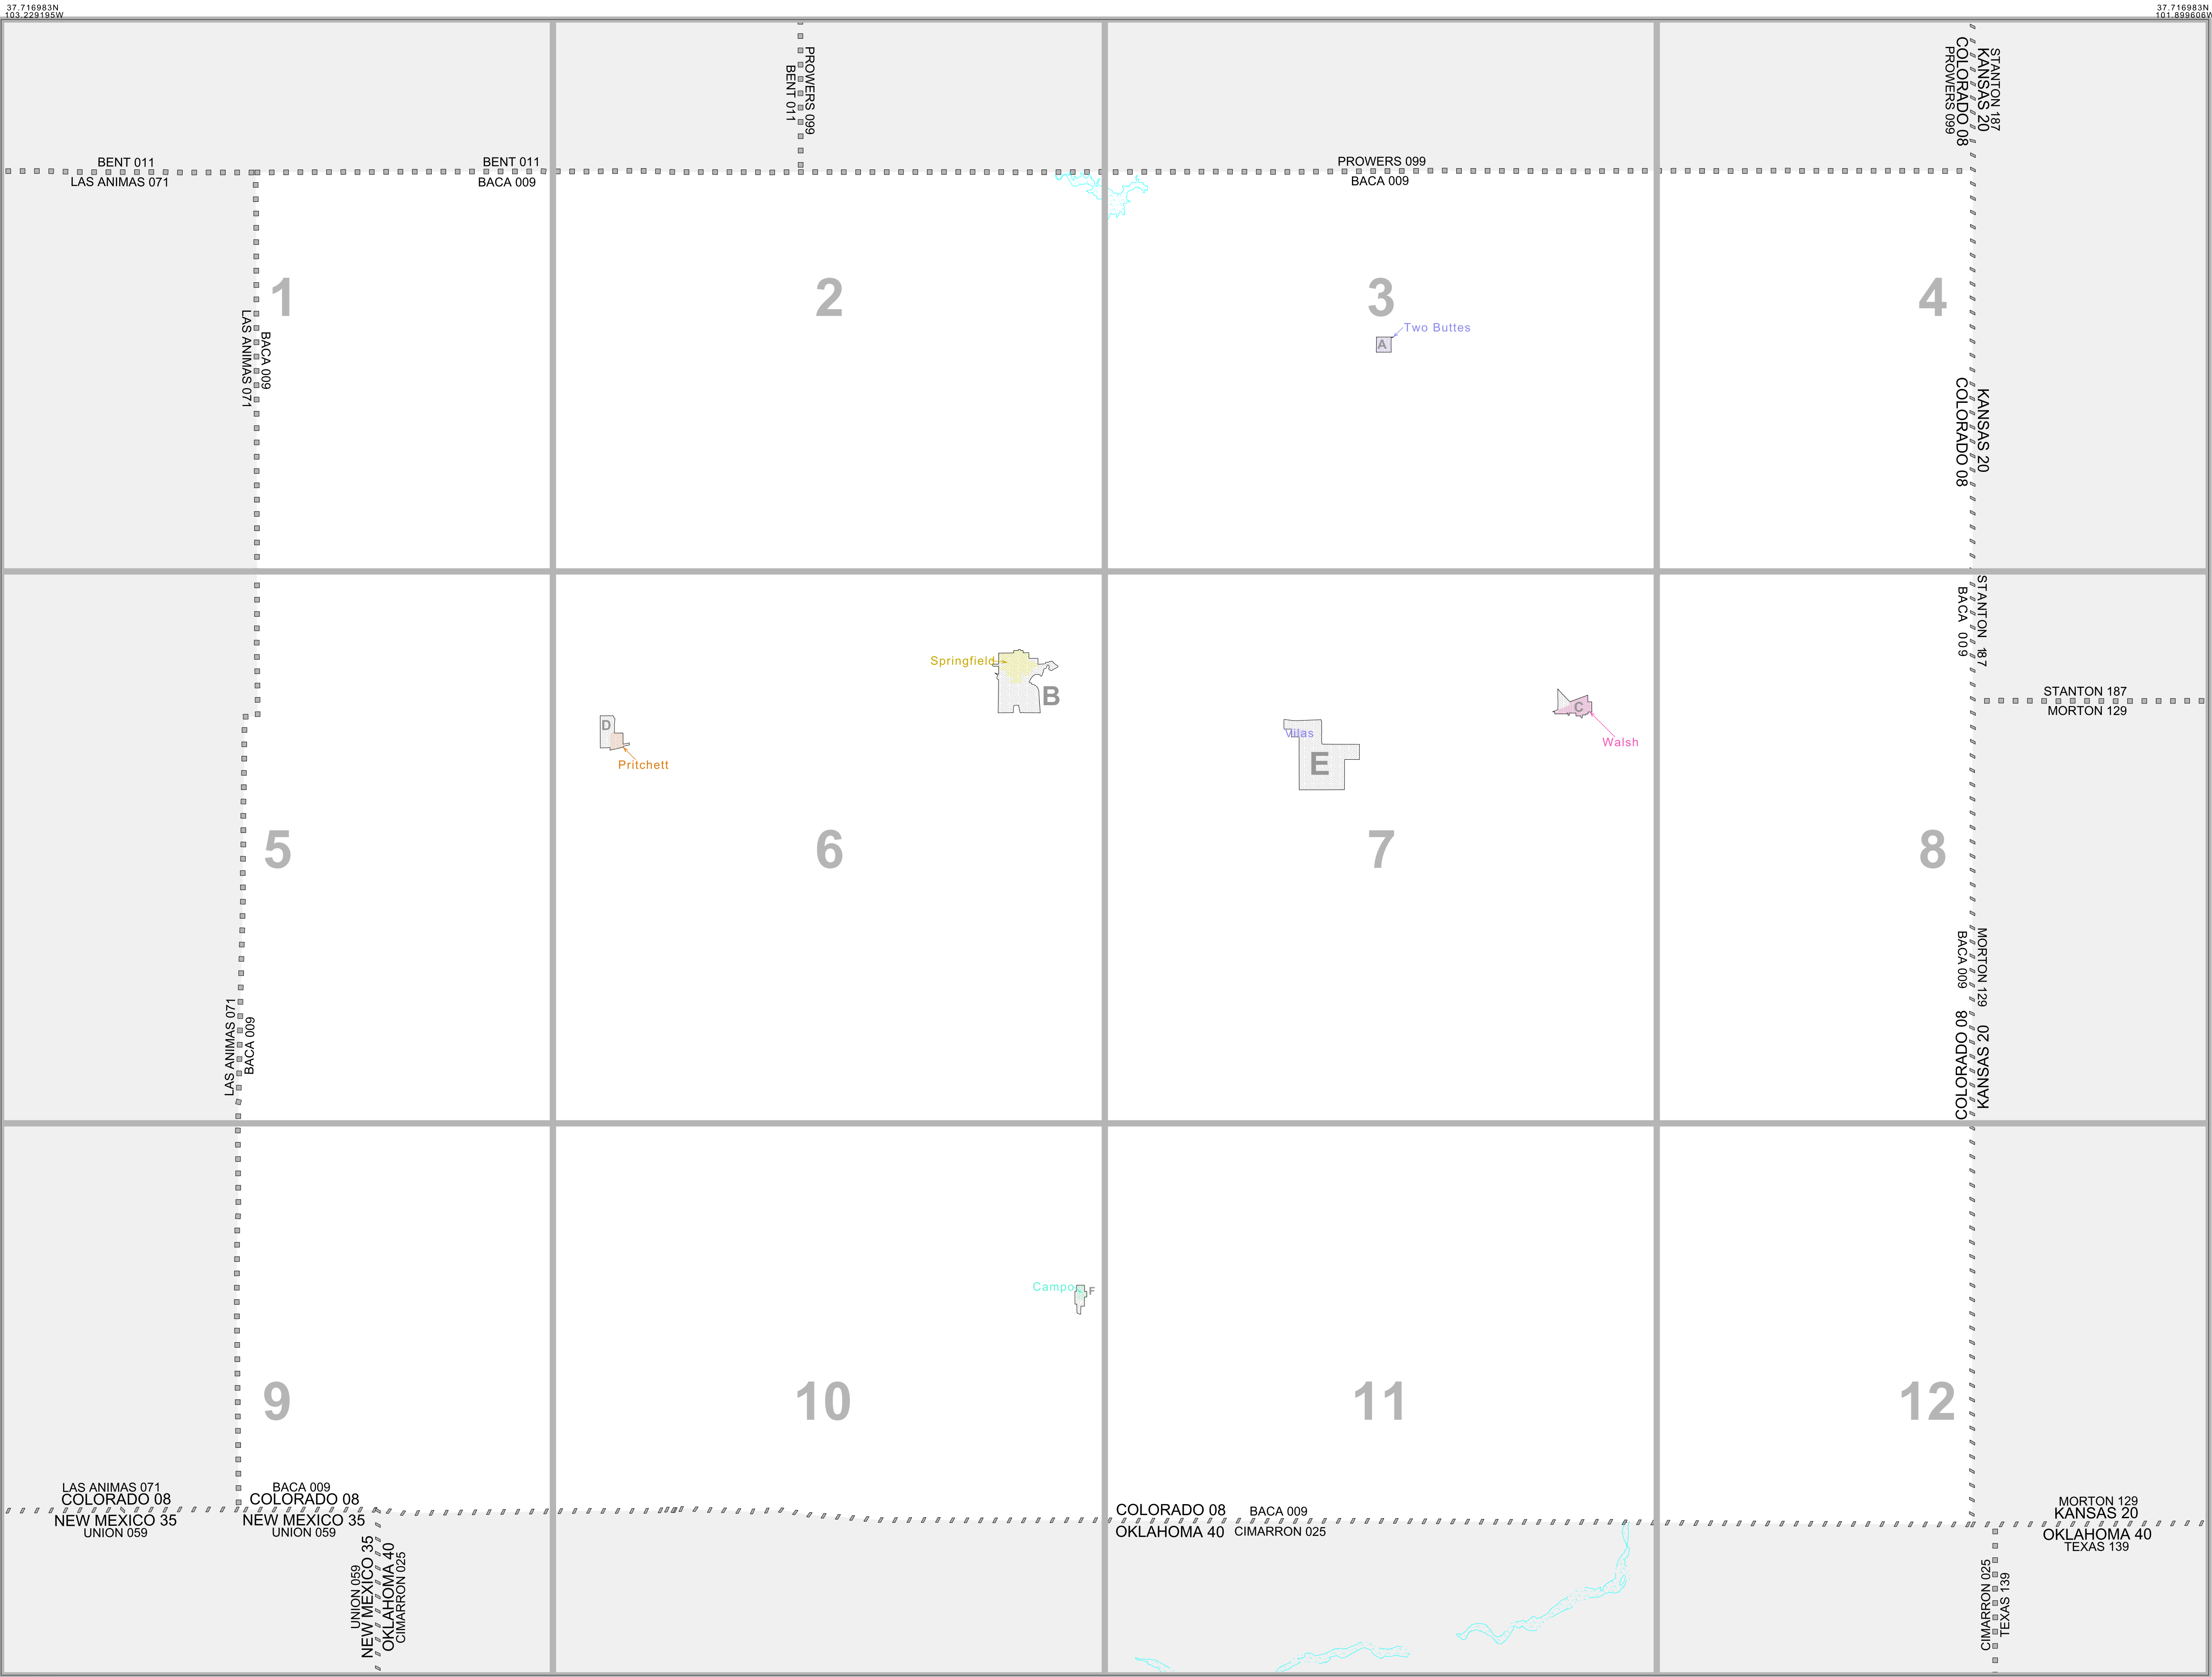 37.716983N
103.229195W
37.716983N
101.899606W
PROWERS 099
BENT 011
STANTON 187
KANSAS 20
COLORADO 08
PROWERS 099
BENT 011
LAS ANIMAS 071
BENT 011
BACA 009
PROWERS 099
BACA 009
1
2
3
4
LAS ANIMAS 071
BACA 009
Two Buttes
A
KANSAS 20
COLORADO 08
STANTON 187
BACA 009
Springfield
B
STANTON 187
MORTON 129
D
Pritchett
Vilas
E
C
Walsh
5
6
7
8
MORTON 129
BACA 009
LAS ANIMAS 071
BACA 009
KANSAS 20
COLORADO 08
Campo
F
9
10
11
12
LAS ANIMAS 071
COLORADO 08
NEW MEXICO 35
UNION 059
BACA 009
COLORADO 08
NEW MEXICO 35
UNION 059
COLORADO 08 BACA 009
OKLAHOMA 40 CIMARRON 025
MORTON 129
KANSAS 20
OKLAHOMA 40
TEXAS 139
UNION 059
NEW MEXICO 35
OKLAHOMA 40
CIMARRON 025
CIMARRON 025
TEXAS 139